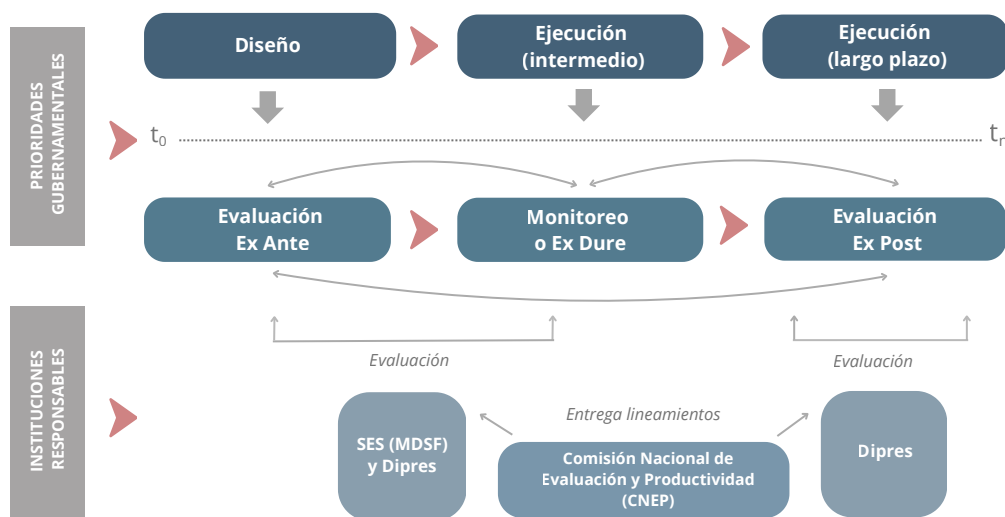 PRIORIDADES
GUBERNAMENTALES
Diseño
Ejecución
(intermedio)
Ejecución
(largo plazo)
t0
tn
Evaluación
Ex Ante
Monitoreo
o Ex Dure
Evaluación
Ex Post
INSTITUCIONES
RESPONSABLES
Evaluación
Evaluación
SES (MDSF)
y Dipres
Entrega lineamientos
Comisión Nacional de
Evaluación y Productividad
(CNEP)
Dipres